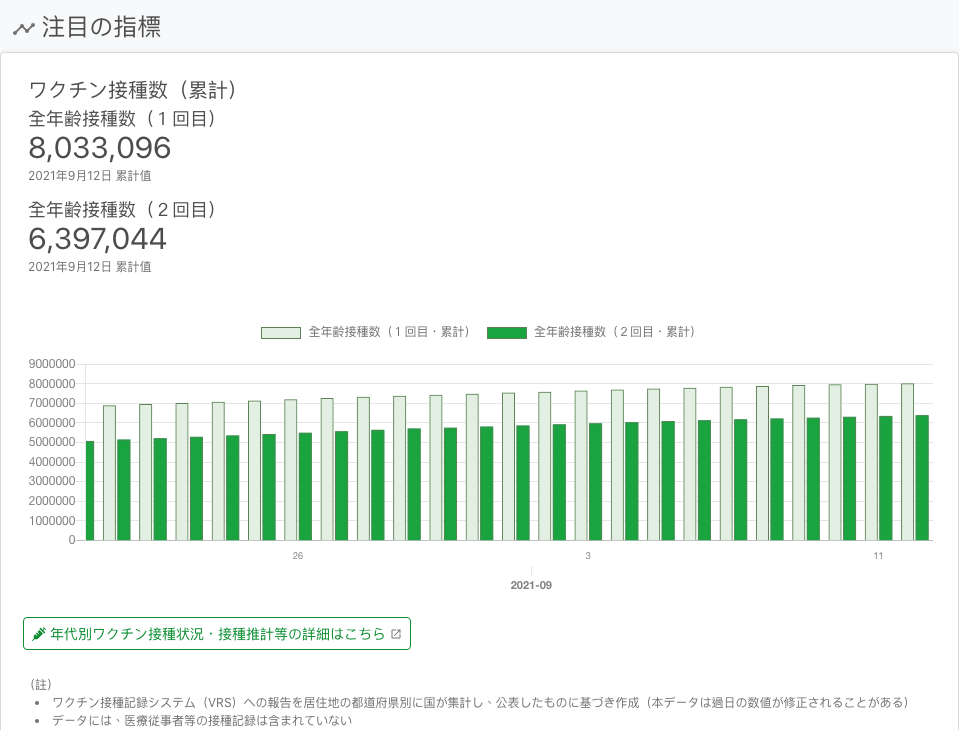 注目の指標
ワクチン接種数（累計）
全年齢接種数（１回目）
8,033,096
2021年9月12日 累計値
全年齢接種数（２回目）
6,397,044
2021年9月12日 累計値
全年齢接種数（１回目・累計） 全年齢接種数（２回目・累計）
9000000
8000000
7000000
6000000
5000000
4000000
3000000
2000000
1000000
0
26 3 11
2021-09
年代別ワクチン接種状況・接種推計等の詳細はこちら
（註）
• ワクチン接種記録システム（VRS）への報告を居住地の都道府県別に国が集計し、公表したものに基づき作成（本データは過日の数値が修正されることがある）
• データには、医療従事者等の接種記録は含まれていない